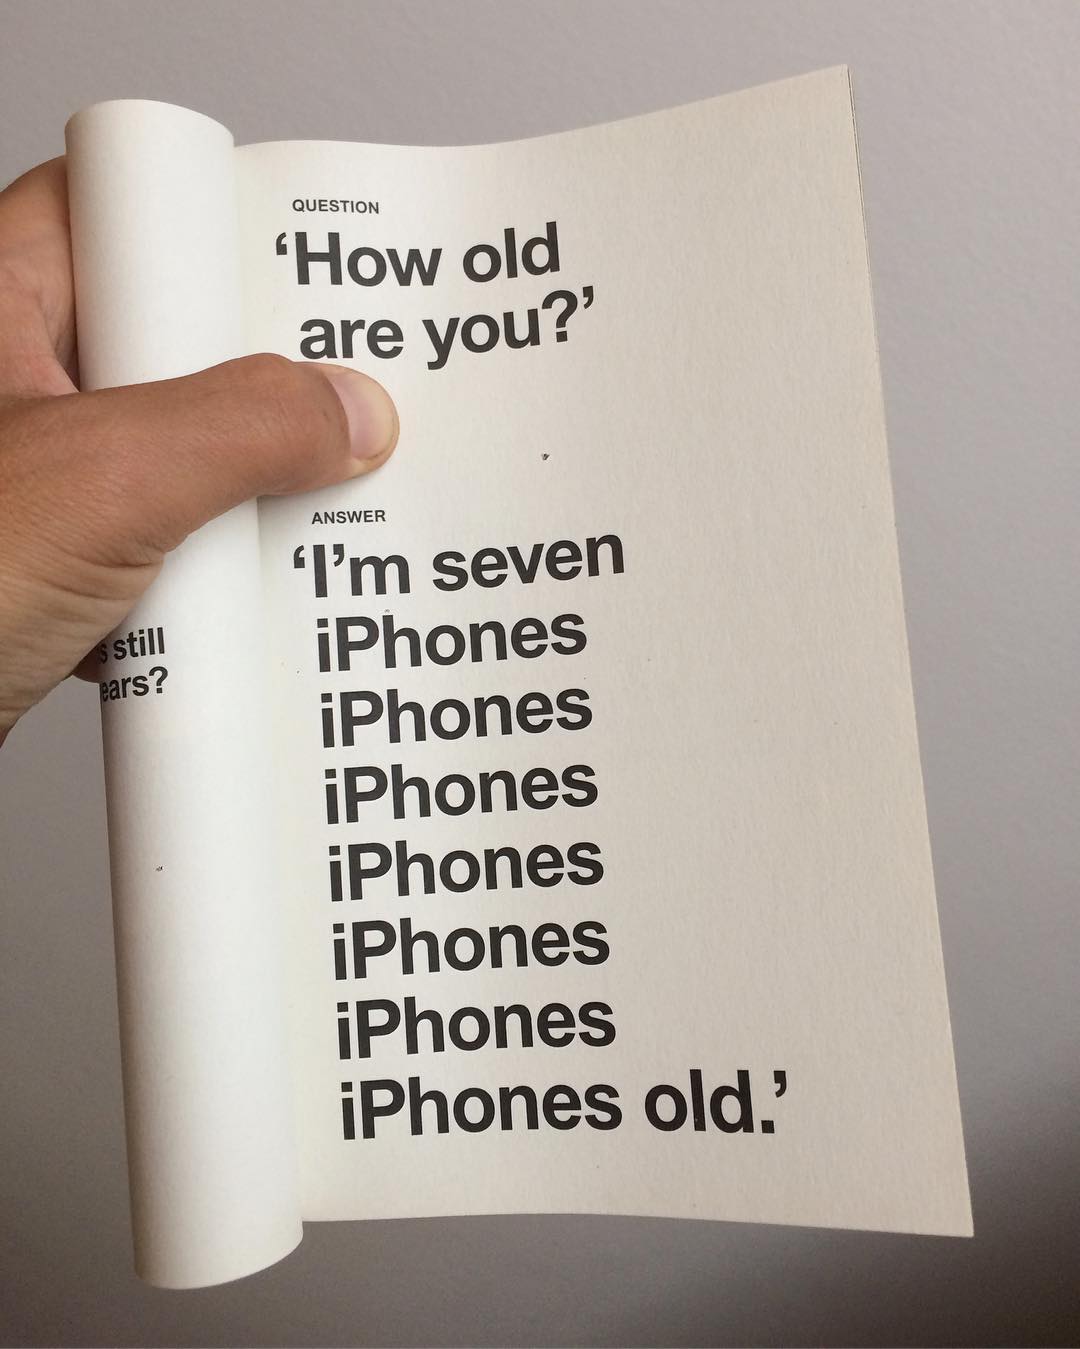 QUESTION
‘How old
are you?’
ANSWER
‘I’m seven
iPhones
iPhones
iPhones
iPhones
iPhones
iPhones
iPhones old.’
still